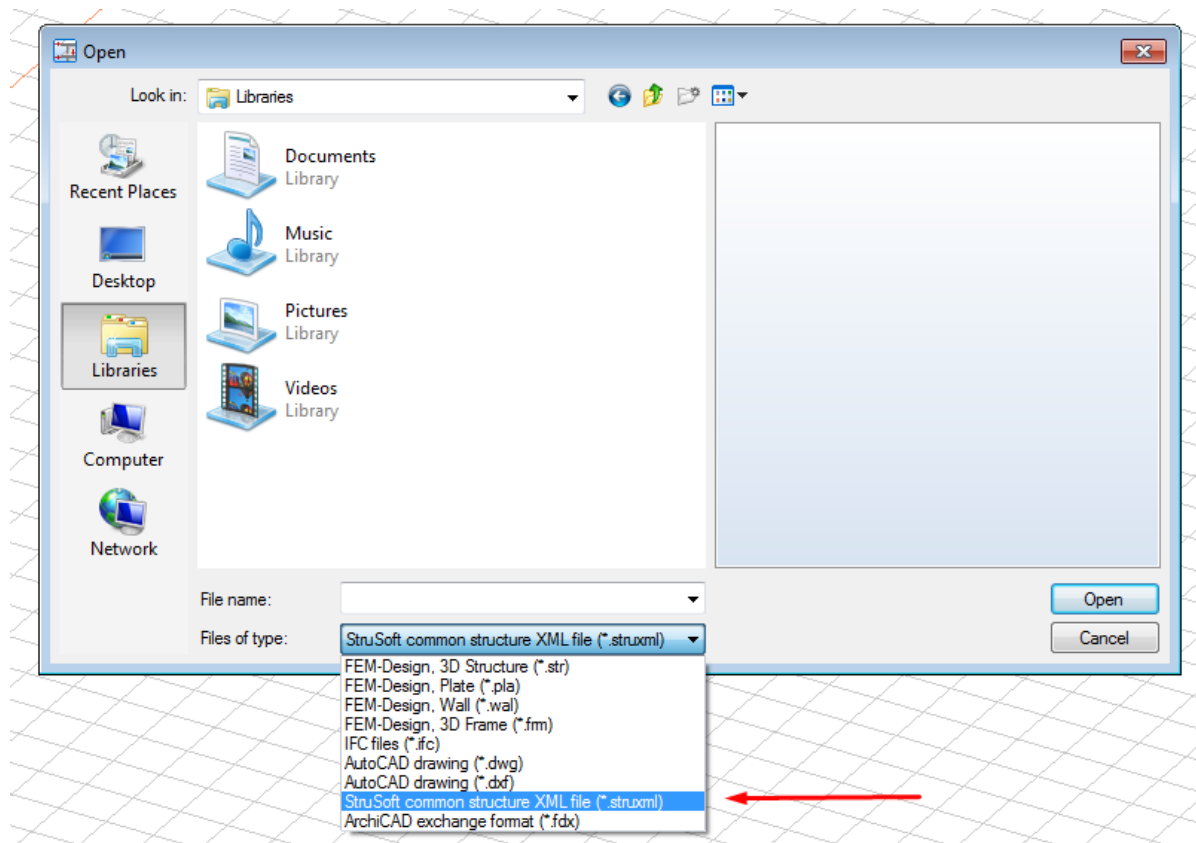 Open
Look in:
Libraries
Recent Places
Desktop
Libraries
Computer
Network
Documents
Library
Music
Library
Pictures
Library
Videos
Library
File name:
Open
Files of type:
StruSoft common structure XML file (*.struxml)
Cancel
FEM-Design, 3D Structure (*.str)
FEM-Design, Plate (*.pla)
FEM-Design, Wall (*.wal)
FEM-Design, 3D Frame (*.frm)
IFC files (*.ifc)
AutoCAD drawing (*.dwg)
AutoCAD drawing (*.dxf)
StruSoft common structure XML file (*.struxml)
ArchiCAD exchange format (*.fdx)